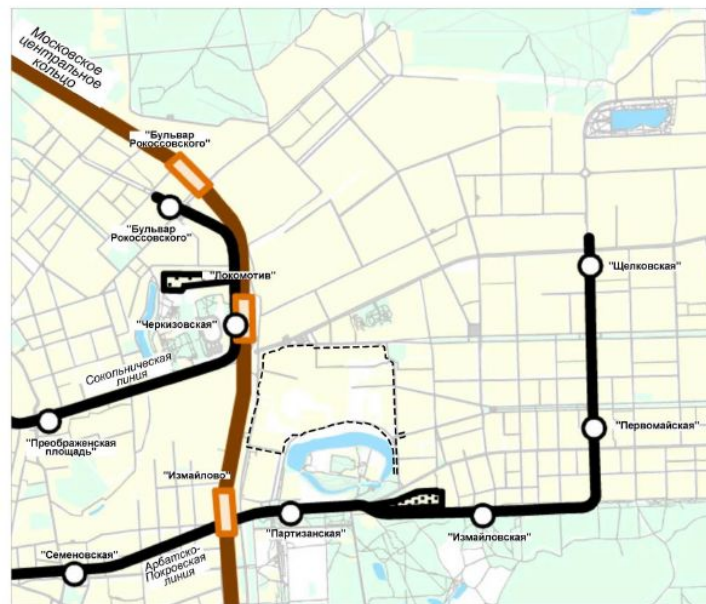 Московское
центральное
кольцо
"Бульвар
Рокоссовского"
"Бульвар
Рокоссовского"
"Локомотив"
"Щелковская"
"Черкизовская"
Сокольническая
линия
"Преображенская
площадь"
"Первомайская"
"Измайлово"
"Партизанская"
"Измайловская"
"Семеновская"
Арбатско-
Покровская
линия